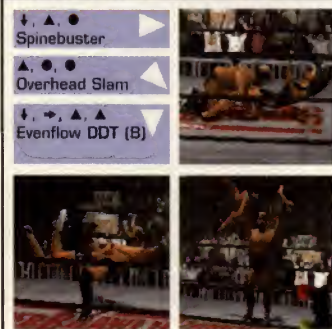 ↓, ▲, ●
Spinebuster
▲, ●, ●
Overhead Slam
↓, →, ▲, ▲
Evenflow DDT (B)